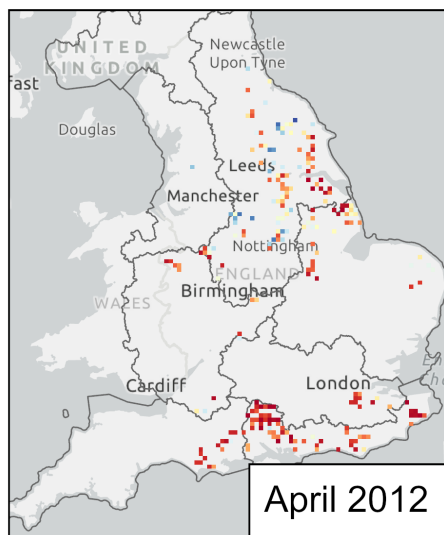 UNITED
KINGDOM
Newcastle
Upon Tyne
fast
Douglas
Leeds
Manchester
Nottingham
ENGLAND
WALES
Birmingham
Cardiff
London
April 2012